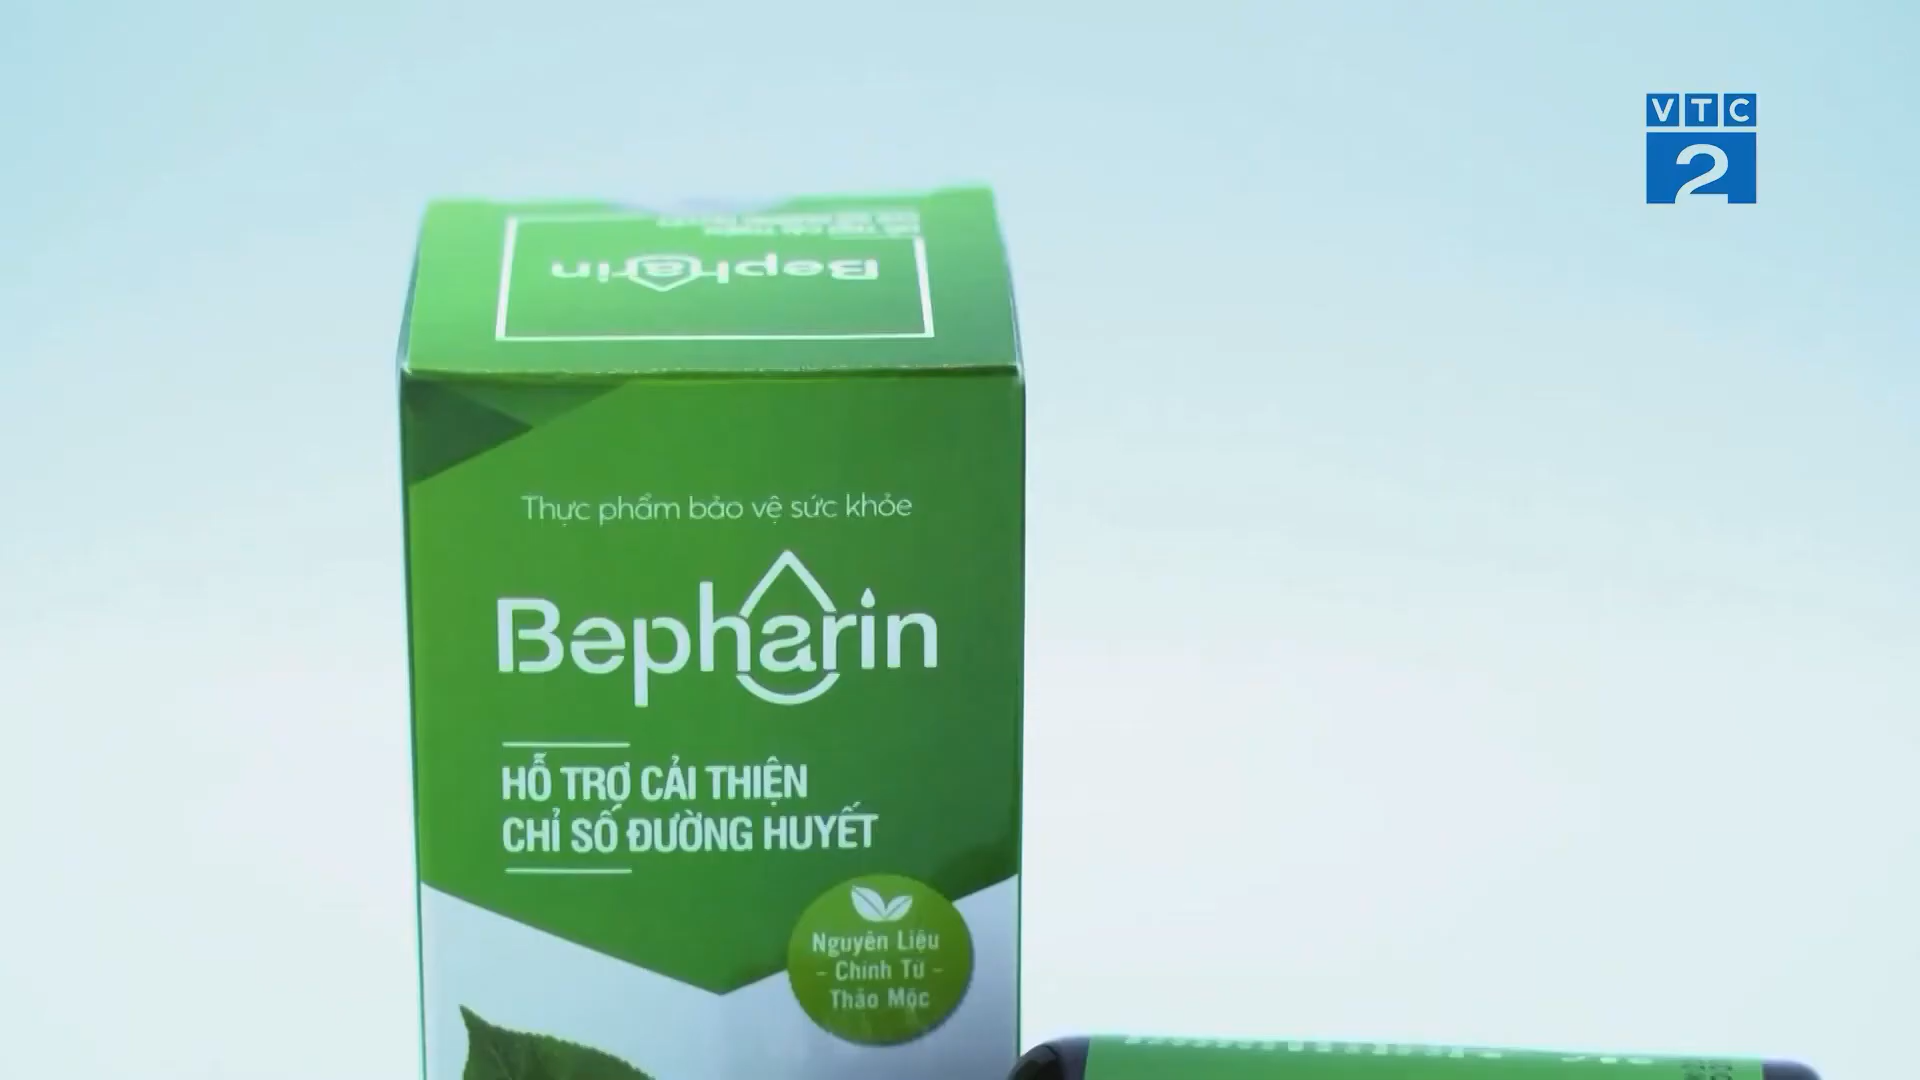 VTC
2
Bepharin
Thực phẩm bảo vệ sức khỏe
Bepharin
HỖ TRỢ CẢI THIỆN
CHỈ SỐ ĐƯỜNG HUYẾT
Nguyên Liệu
- Chính Từ -
Thảo Mộc